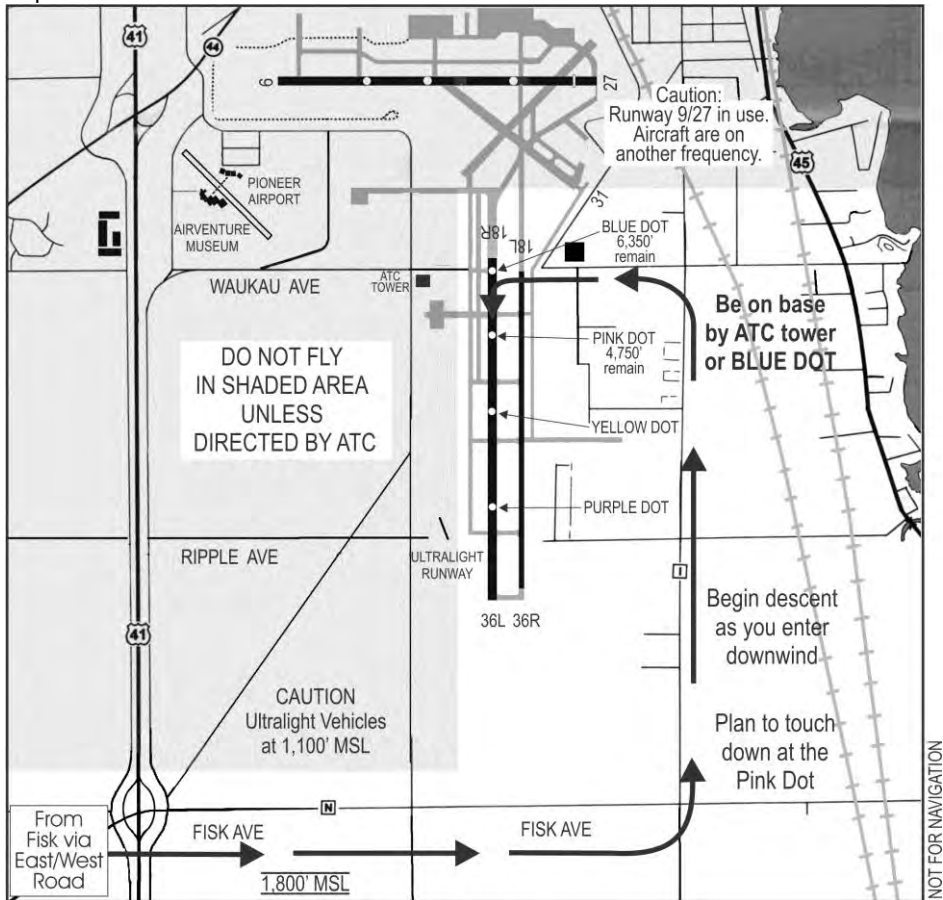 41
44
9
27
Caution:
Runway 9/27 in use.
Aircraft are on
another frequency.
45
PIONEER
AIRPORT
AIRVENTURE
MUSEUM
31
18R
18L
BLUE DOT
6,350'
remain
WAUKAU AVE
ATC
TOWER
Be on base
by ATC tower
or BLUE DOT
PINK DOT
4,750'
remain
DO NOT FLY
IN SHADED AREA
UNLESS
DIRECTED BY ATC
YELLOW DOT
PURPLE DOT
RIPPLE AVE
ULTRALIGHT
RUNWAY
I
36L 36R
Begin descent
as you enter
downwind
41
CAUTION
Ultralight Vehicles
at 1,100' MSL
Plan to touch
down at the
Pink Dot
N
From
Fisk via
East/West
Road
FISK AVE
FISK AVE
1,800' MSL
NOT FOR NAVIGATION